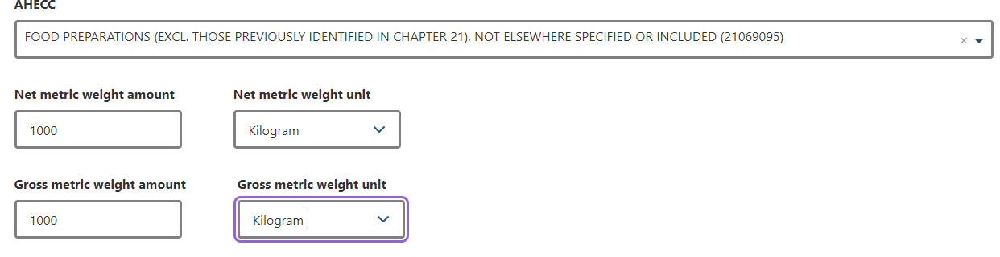 AHECC
FOOD PREPARATIONS (EXCL. THOSE PREVIOUSLY IDENTIFIED IN CHAPTER 21), NOT ELSEWHERE SPECIFIED OR INCLUDED (21069095)
Net metric weight amount
Net metric weight unit
1000
Kilogram
Gross metric weight amount
Gross metric weight unit
1000
Kilogram